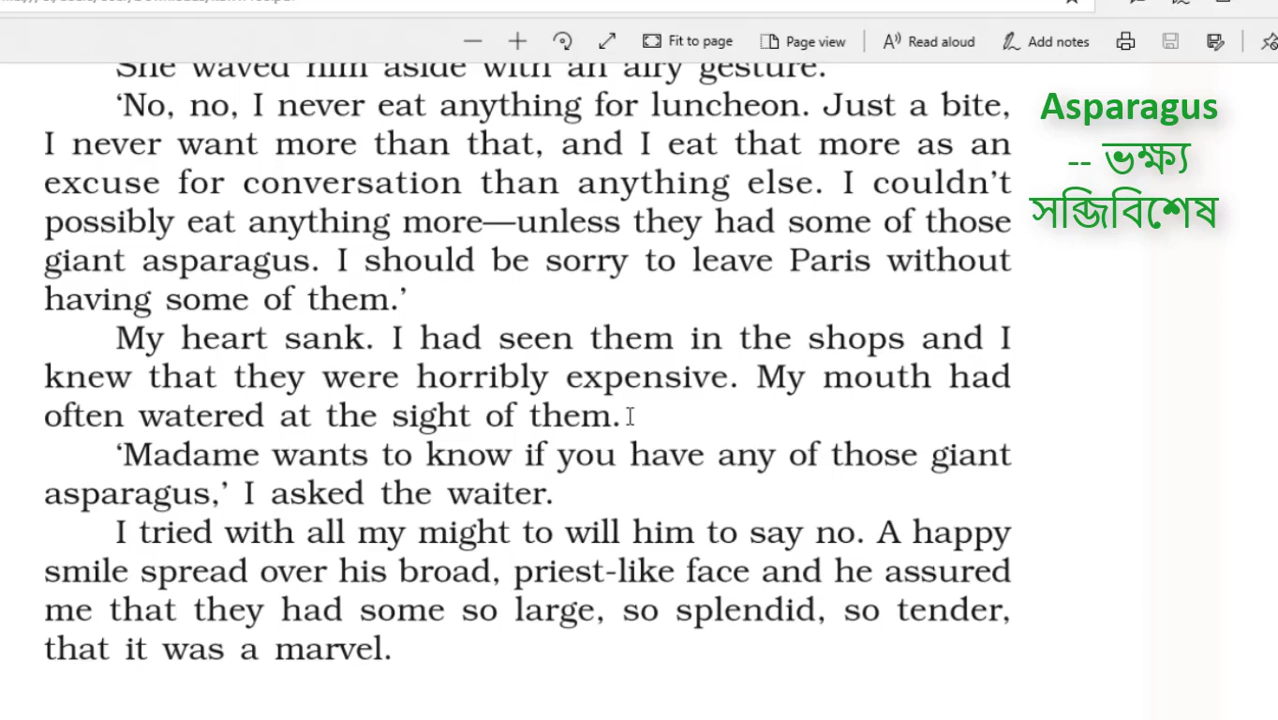 Fit to page
Page view
Read aloud
Add notes
She waved him aside with an airy gesture.
‘No, no, I never eat anything for luncheon. Just a bite,
I never want more than that, and I eat that more as an
excuse for conversation than anything else. I couldn’t
possibly eat anything more—unless they had some of those
giant asparagus. I should be sorry to leave Paris without
having some of them.’
My heart sank. I had seen them in the shops and I
knew that they were horribly expensive. My mouth had
often watered at the sight of them.
‘Madame wants to know if you have any of those giant
asparagus,’ I asked the waiter.
I tried with all my might to will him to say no. A happy
smile spread over his broad, priest-like face and he assured
me that they had some so large, so splendid, so tender,
that it was a marvel.
Asparagus
-- ভক্ষ্য
সব্জিবিশেষ